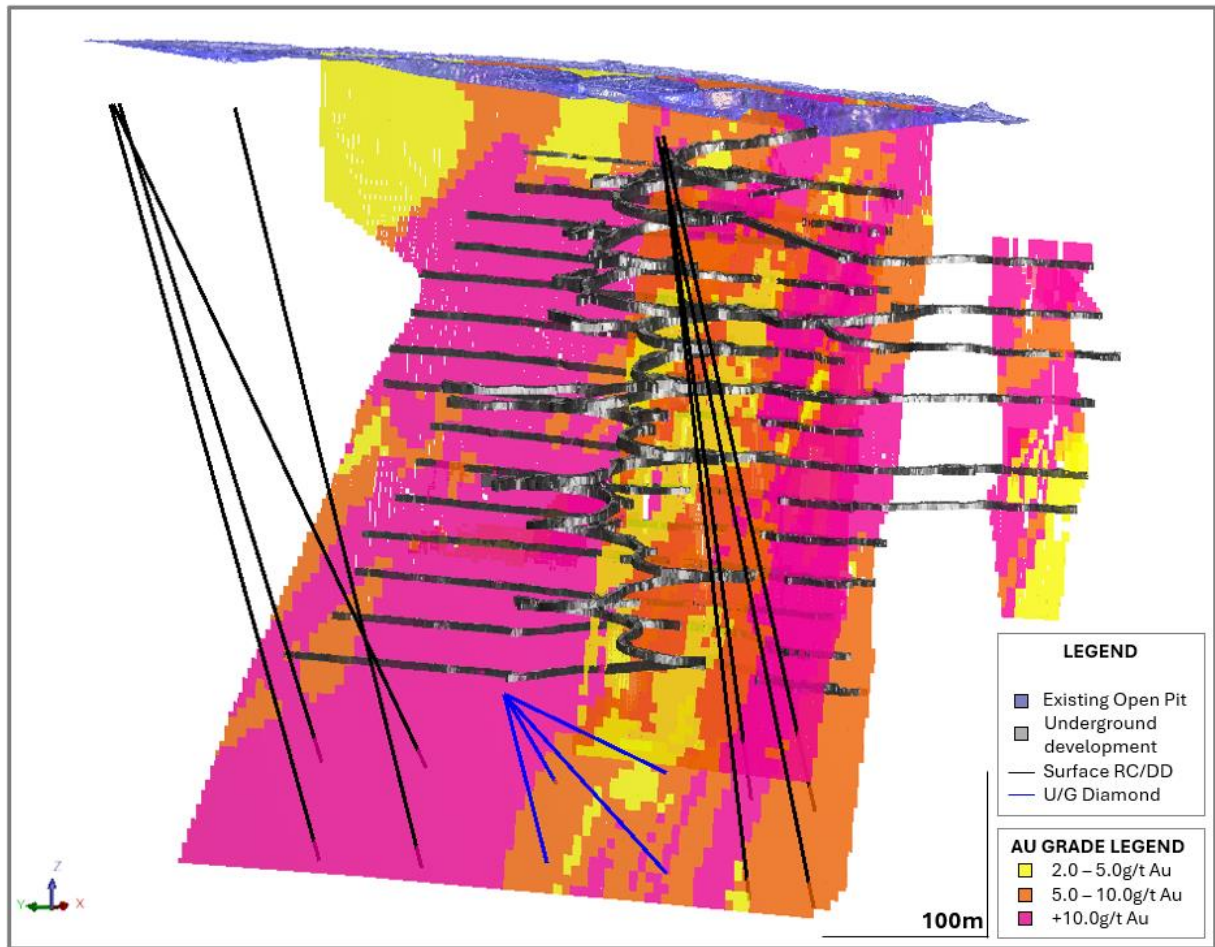 LEGEND
Existing Open Pit
Underground
development
Surface RC/DD
U/G Diamond
AU GRADE LEGEND
2.0 – 5.0g/t Au
5.0 – 10.0g/t Au
+10.0g/t Au
100m
Z
Y
X